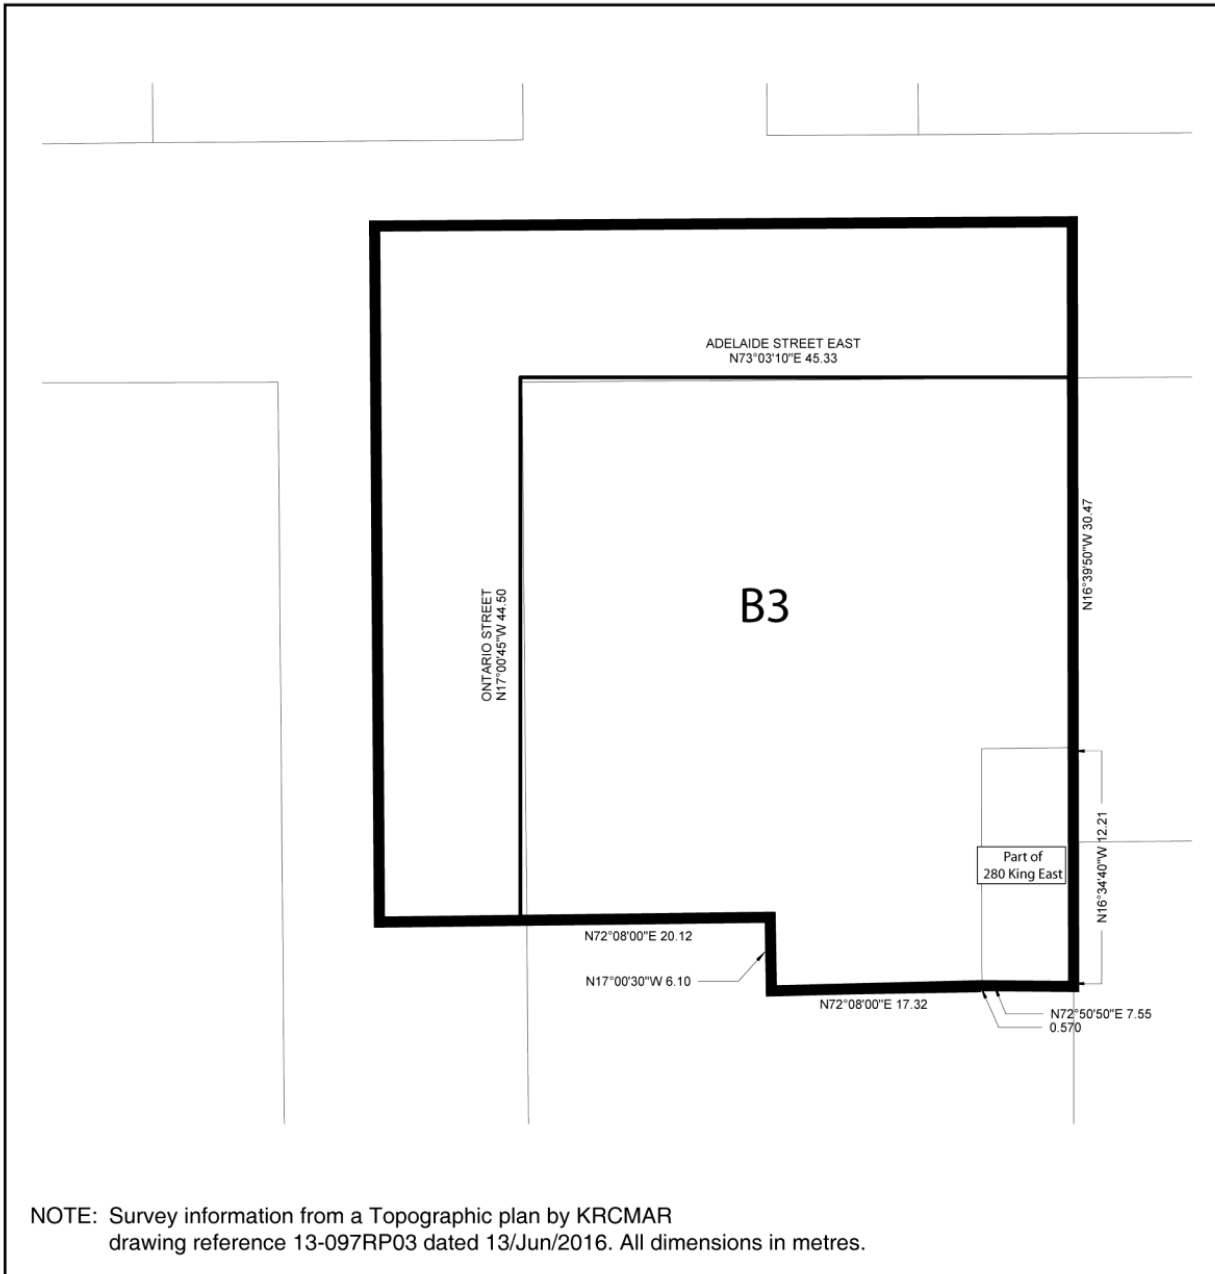 ADELAIDE STREET EAST
N73°03'10"E 45.33
N16°39'50"W 30.47
ONTARIO STREET
N17°00'45"W 44.50
B3
N16°34'40"W 12.21
Part of
280 King East
N72°08'00"E 20.12
N17°00'30"W 6.10
N72°08'00"E 17.32
N72°50'50"E 7.55
0.570
NOTE: Survey information from a Topographic plan by KRCMAR
drawing reference 13-097RP03 dated 13/Jun/2016. All dimensions in metres.